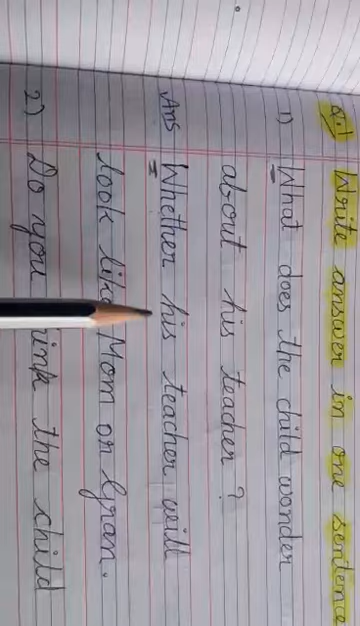 Q.1 Write answer in one sentence
1) What does the child wonder
about his teacher?
Ans Whether his teacher will
look like Mom or Gran.
2) Do you the child